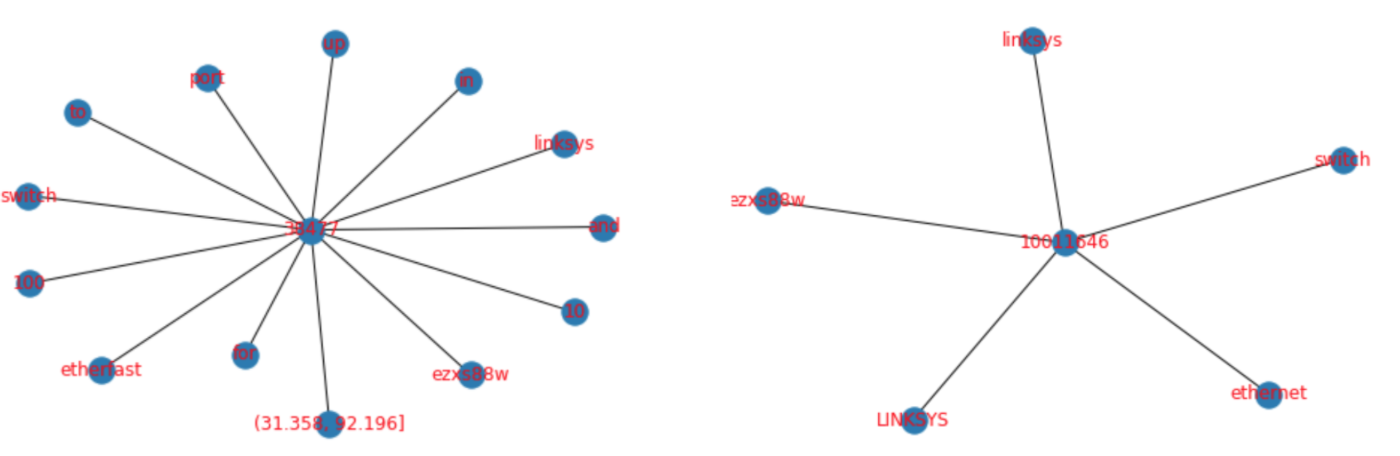 up
port
in
to
linksys
switch
and
38477
100
10
for
etherfast
ezxs88w
(31.358, 92.196]
linksys
switch
ezxs88w
10011646
ethernet
LINKSYS